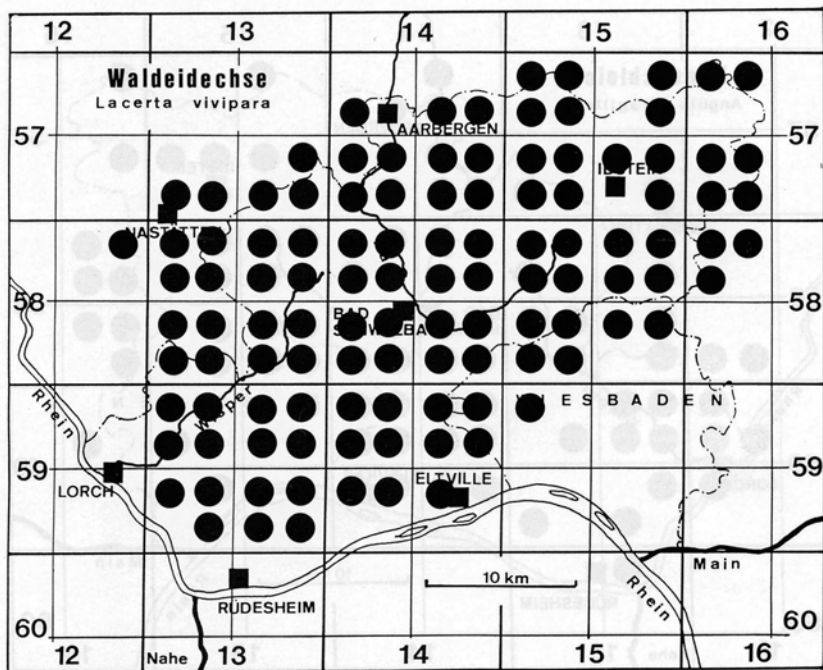 12 13 14 15 16
Waldeidechse
Lacerta vivipara
57 57
AARBERGEN
IDSTEIN
NASTÄTTEN
58 58
BAD
Rhein
Wisper
WIESBADEN
59 59
LORCH
ELTVILLE
10 km
Main
RÜDESHEIM
Rhein
60 60
12 Nahe 13 14 15 16